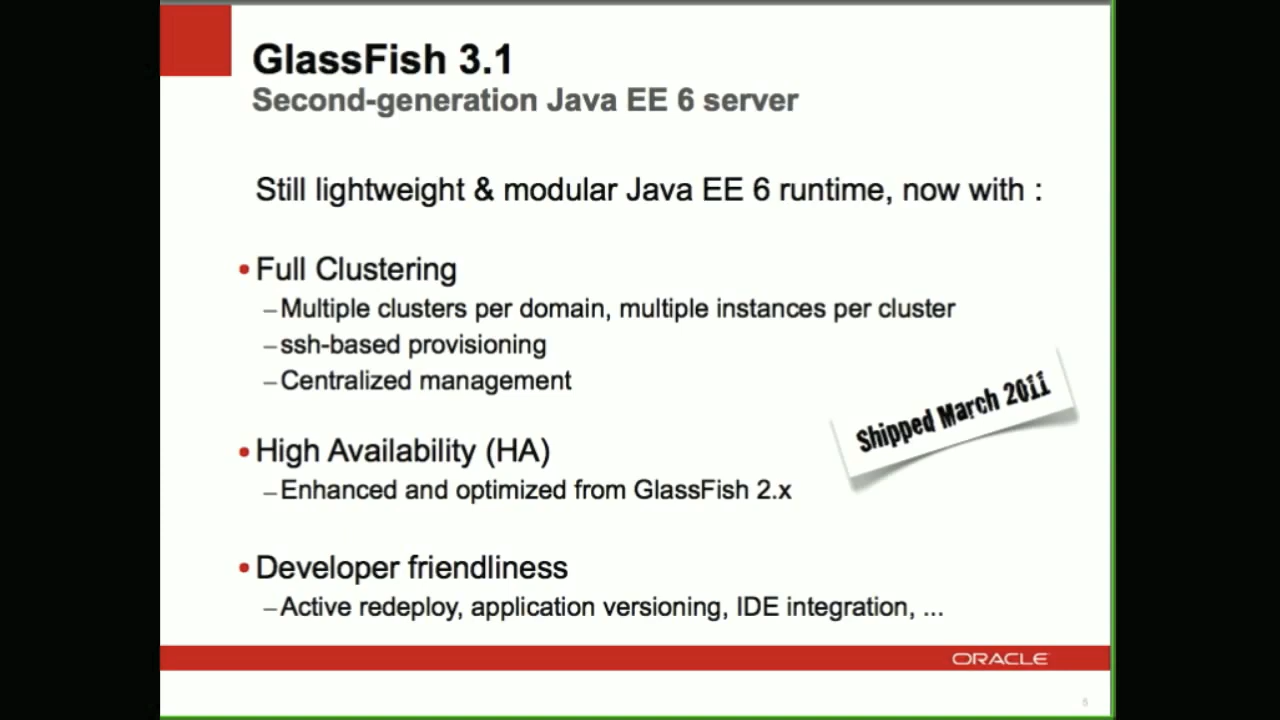 GlassFish 3.1
Second-generation Java EE 6 server
Still lightweight & modular Java EE 6 runtime, now with :
•Full Clustering
–Multiple clusters per domain, multiple instances per cluster
–ssh-based provisioning
–Centralized management
Shipped March 2011
•High Availability (HA)
–Enhanced and optimized from GlassFish 2.x
•Developer friendliness
–Active redeploy, application versioning, IDE integration, ...
ORACLE
5